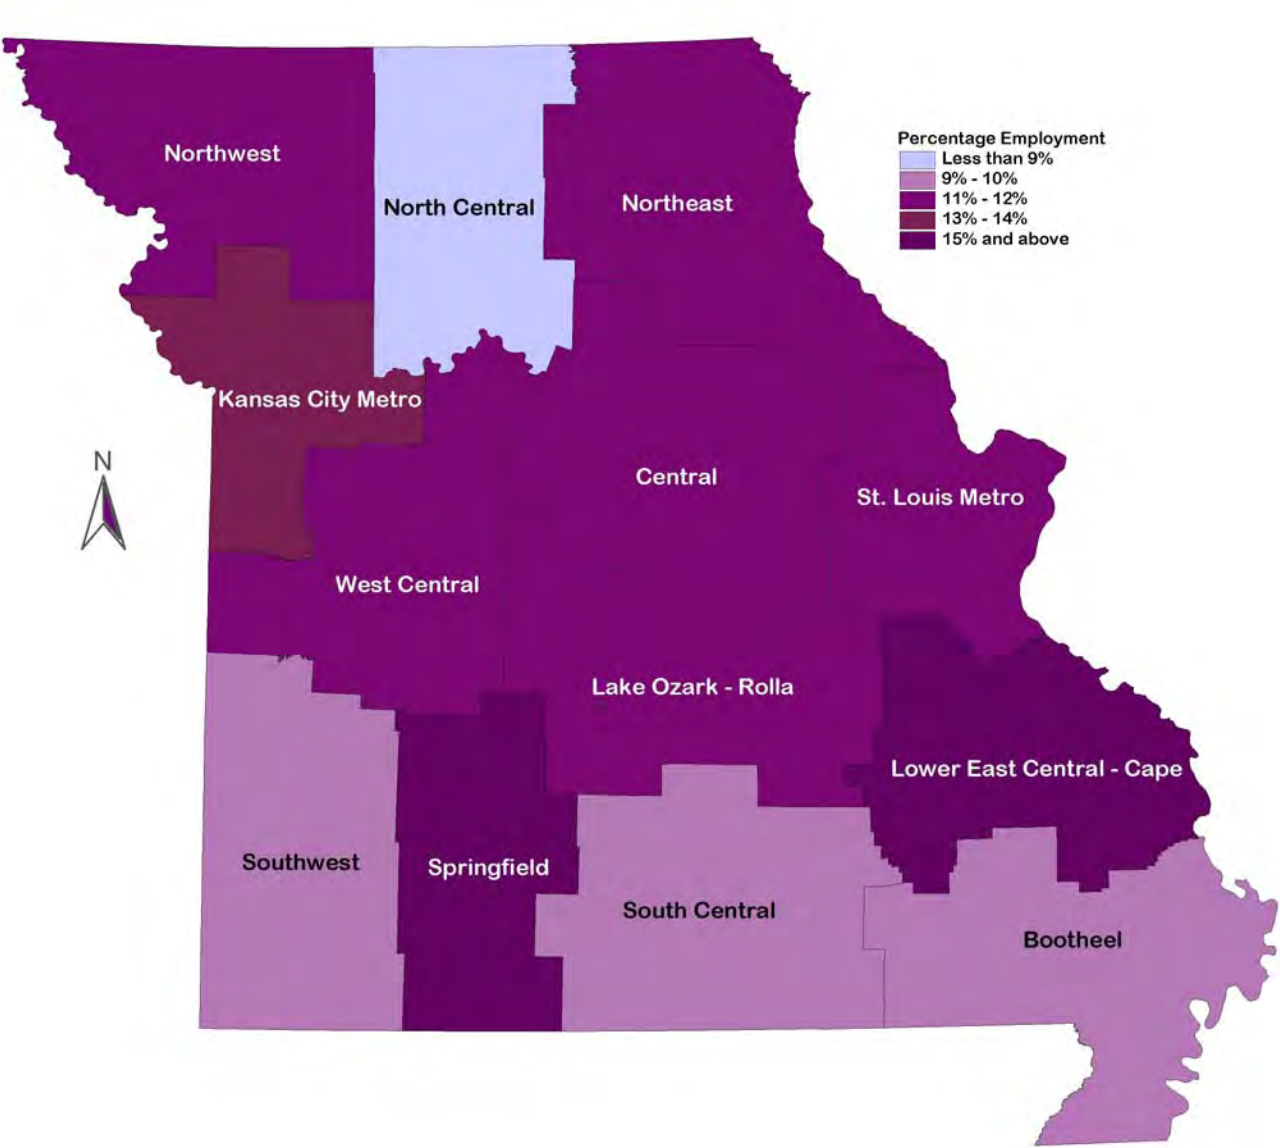 Percentage Employment
Less than 9%
9% - 10%
11% - 12%
13% - 14%
15% and above
Northwest
North Central
Northeast
Kansas City Metro
N
Central
St. Louis Metro
West Central
Lake Ozark - Rolla
Lower East Central - Cape
Southwest
Springfield
South Central
Bootheel